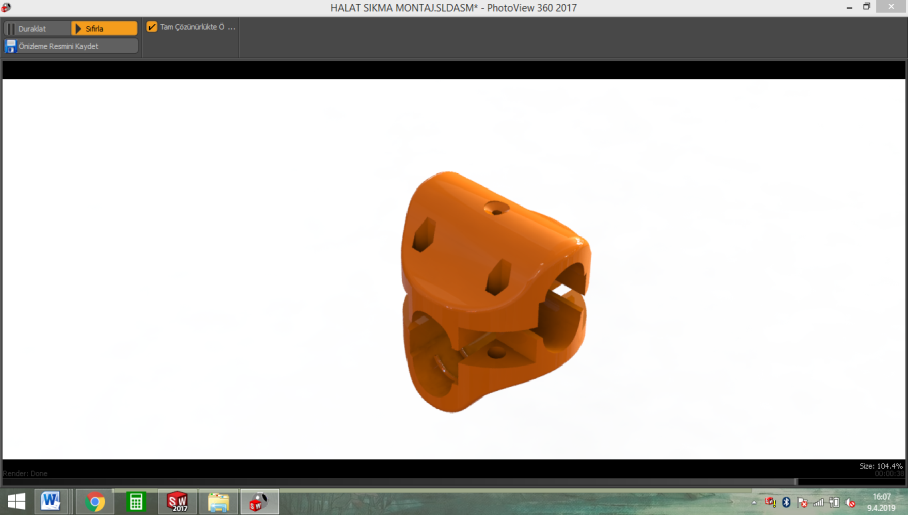 HALAT SIKMA MONTAJ.SLDASM* - PhotoView 360 2017
Duraklat
Sıfırla
Tam Çözünürlükte Ö ...
Önizleme Resmini Kaydet
Render: Done
Size: 104.4%
W
SW
2017
SW
16:07
9.4.2019